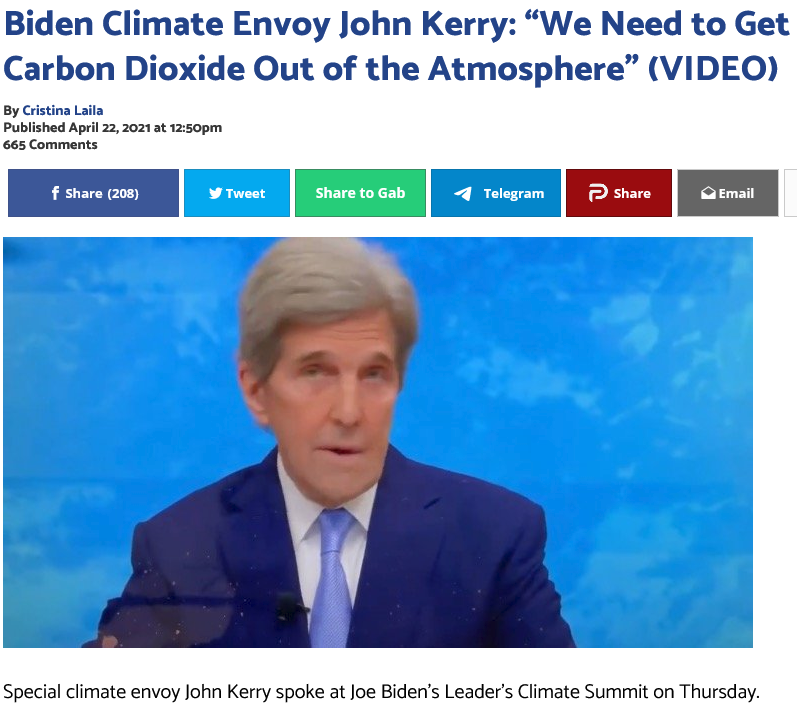 Biden Climate Envoy John Kerry: “We Need to Get
Carbon Dioxide Out of the Atmosphere” (VIDEO)
By Cristina Laila
Published April 22, 2021 at 12:50pm
665 Comments
Share (208)
Tweet
Share to Gab
Telegram
Share
Email
Special climate envoy John Kerry spoke at Joe Biden’s Leader’s Climate Summit on Thursday.